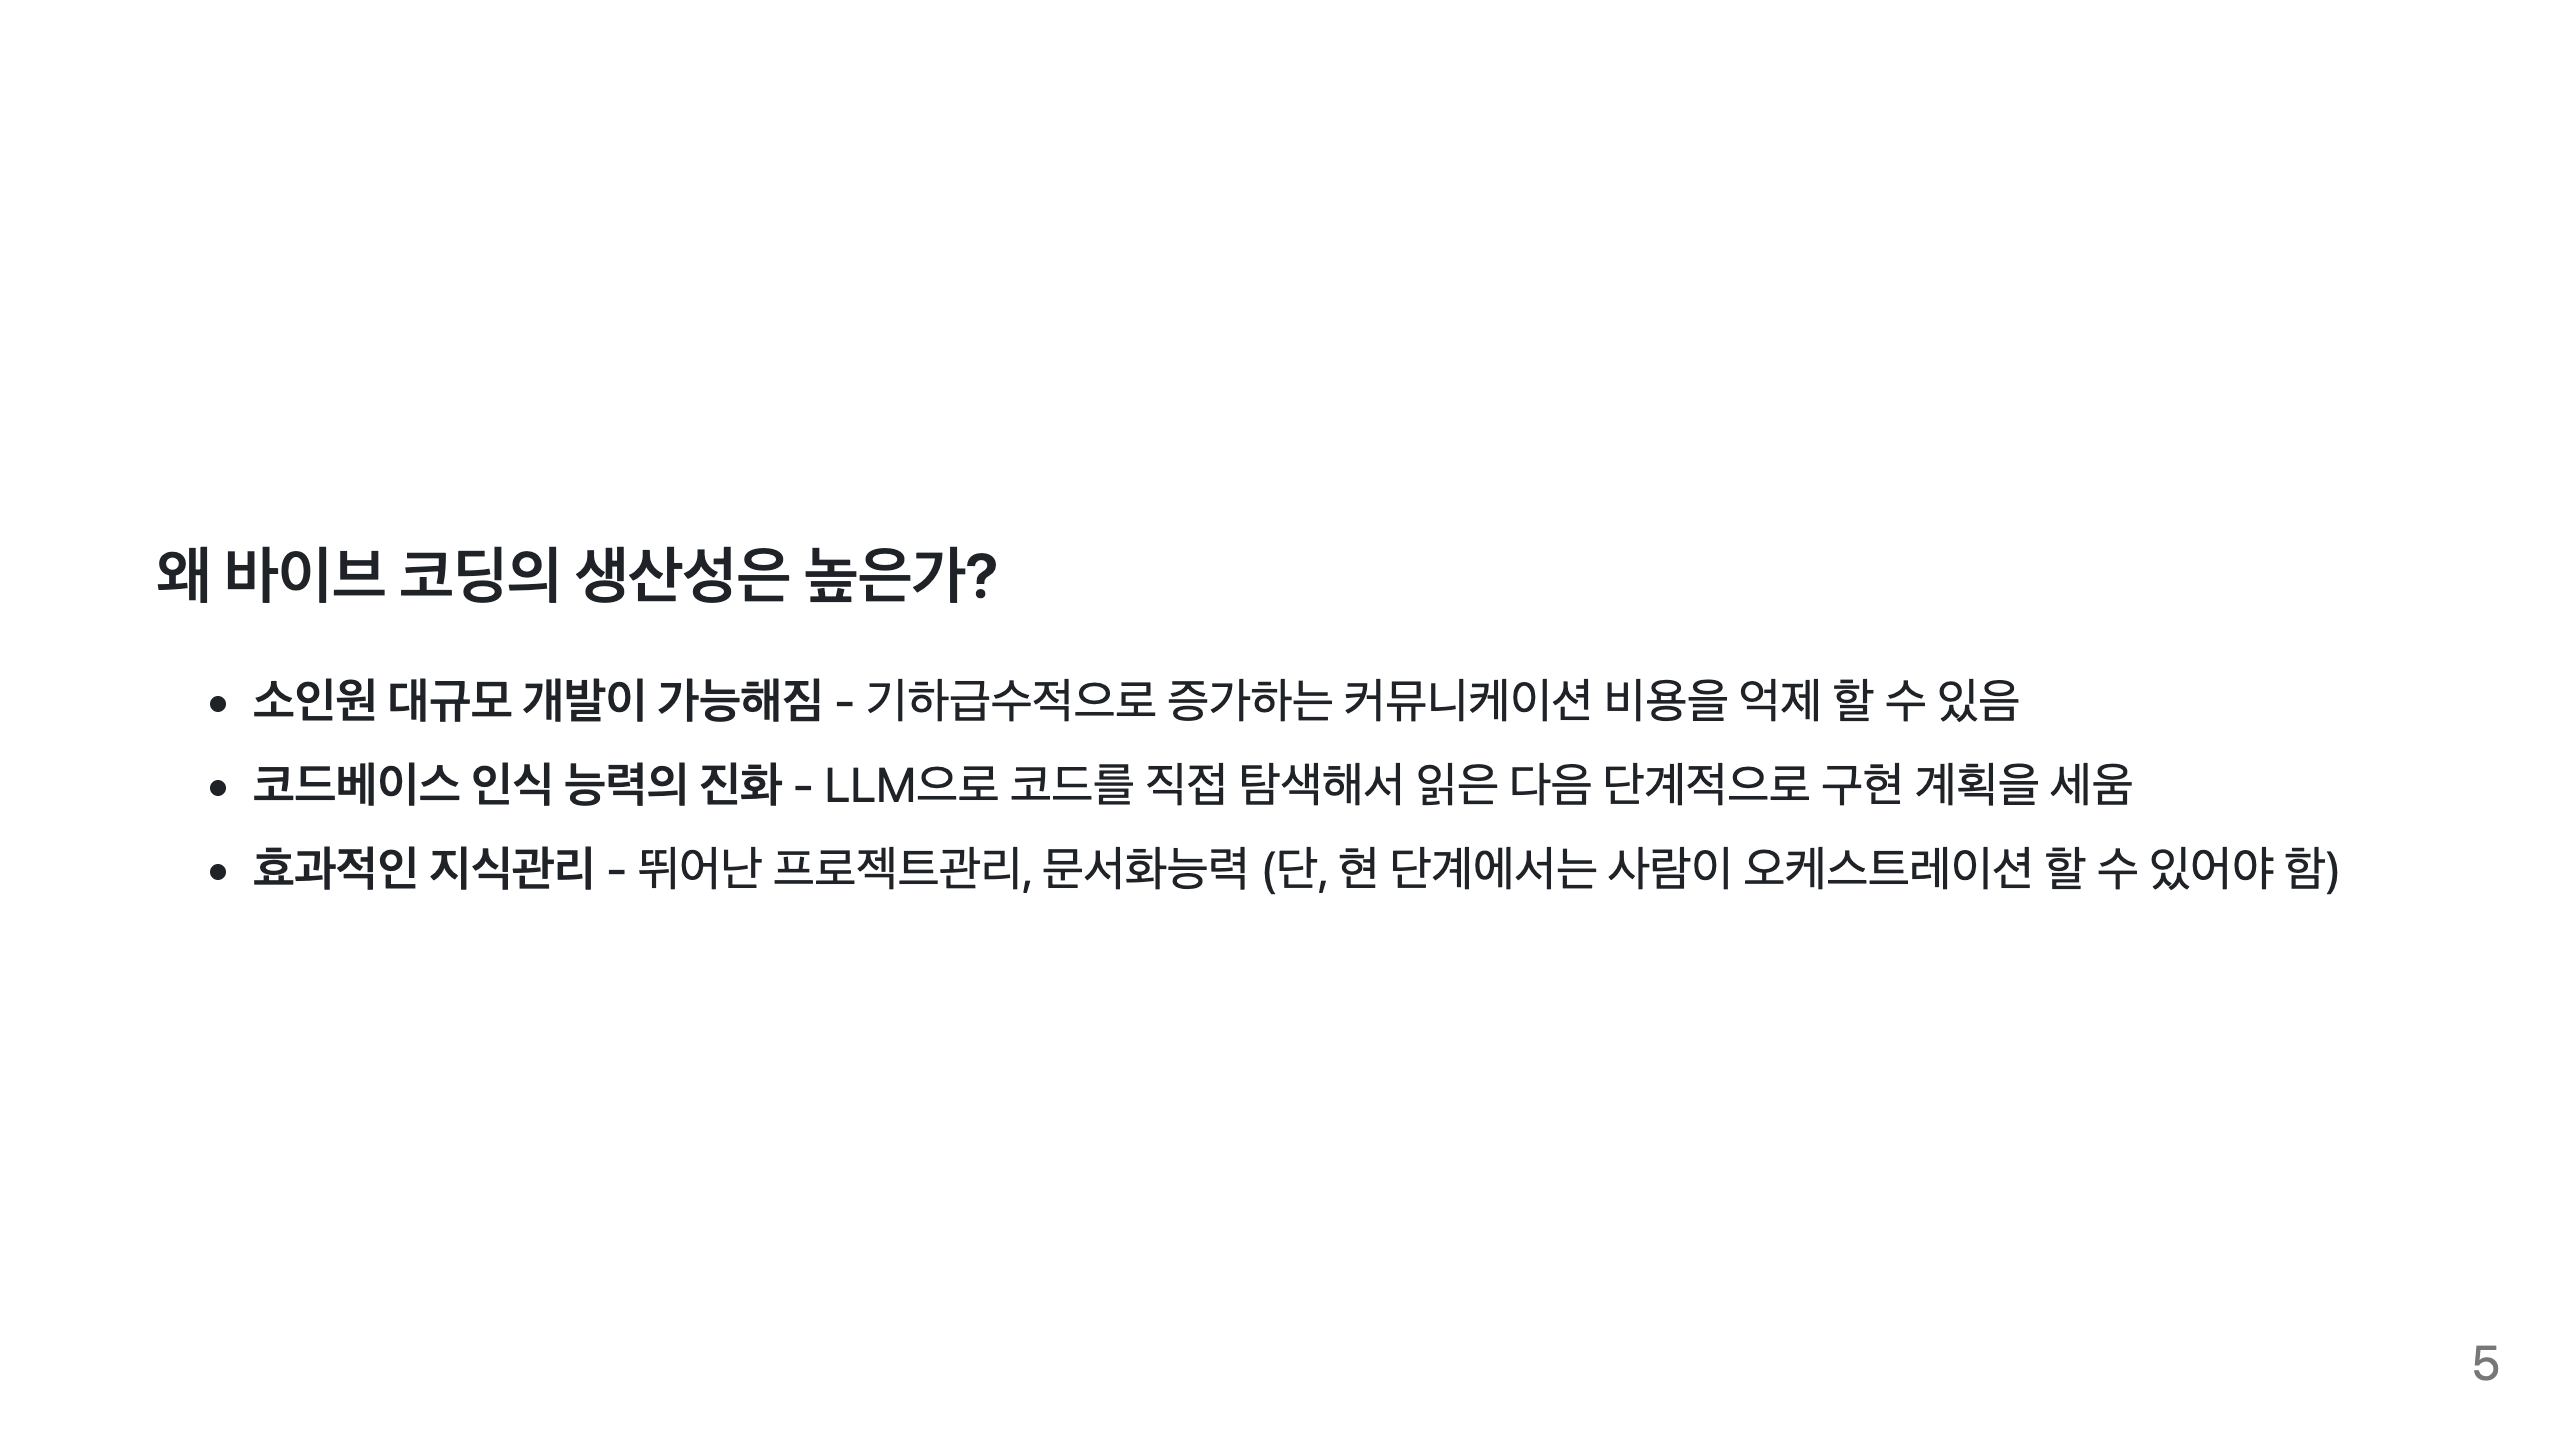 왜 바이브 코딩의 생산성은 높은가?
• 소인원 대규모 개발이 가능해짐 - 기하급수적으로 증가하는 커뮤니케이션 비용을 억제 할 수 있음
• 코드베이스 인식 능력의 진화 - LLM으로 코드를 직접 탐색해서 읽은 다음 단계적으로 구현 계획을 세움
• 효과적인 지식관리 - 뛰어난 프로젝트관리, 문서화능력 (단, 현 단계에서는 사람이 오케스트레이션 할 수 있어야 함)
5